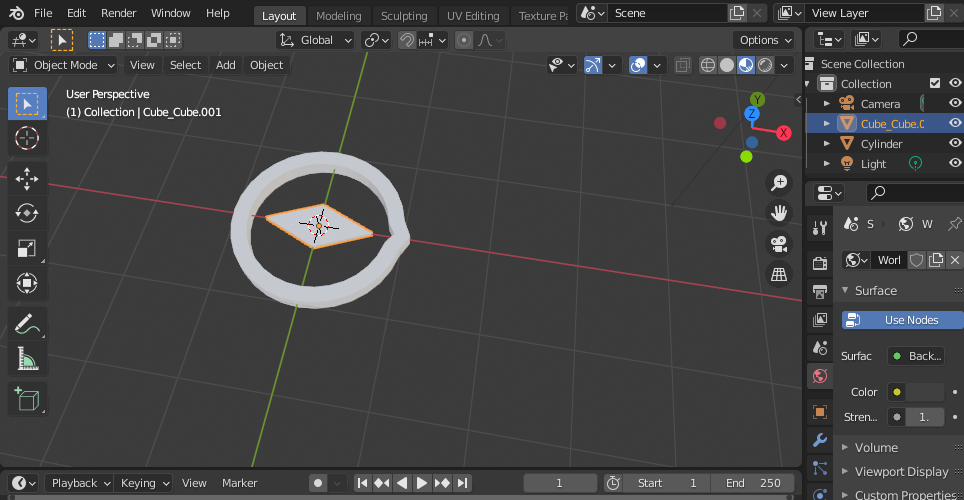 File Edit Render Window Help Layout Modeling Sculpting UV Editing Texture Pa Scene View Layer
Global Options
Object Mode View Select Add Object
User Perspective
(1) Collection | Cube_Cube.001
Y
Z
X
Scene Collection
Collection
Camera
Cube_Cube.0
Cylinder
Light
S W
Worl
Surface
Use Nodes
Surfac Back...
Color
Stren... 1.
Volume
Viewport Display
Custom Properties
Playback Keying View Marker 1 Start 1 End 250